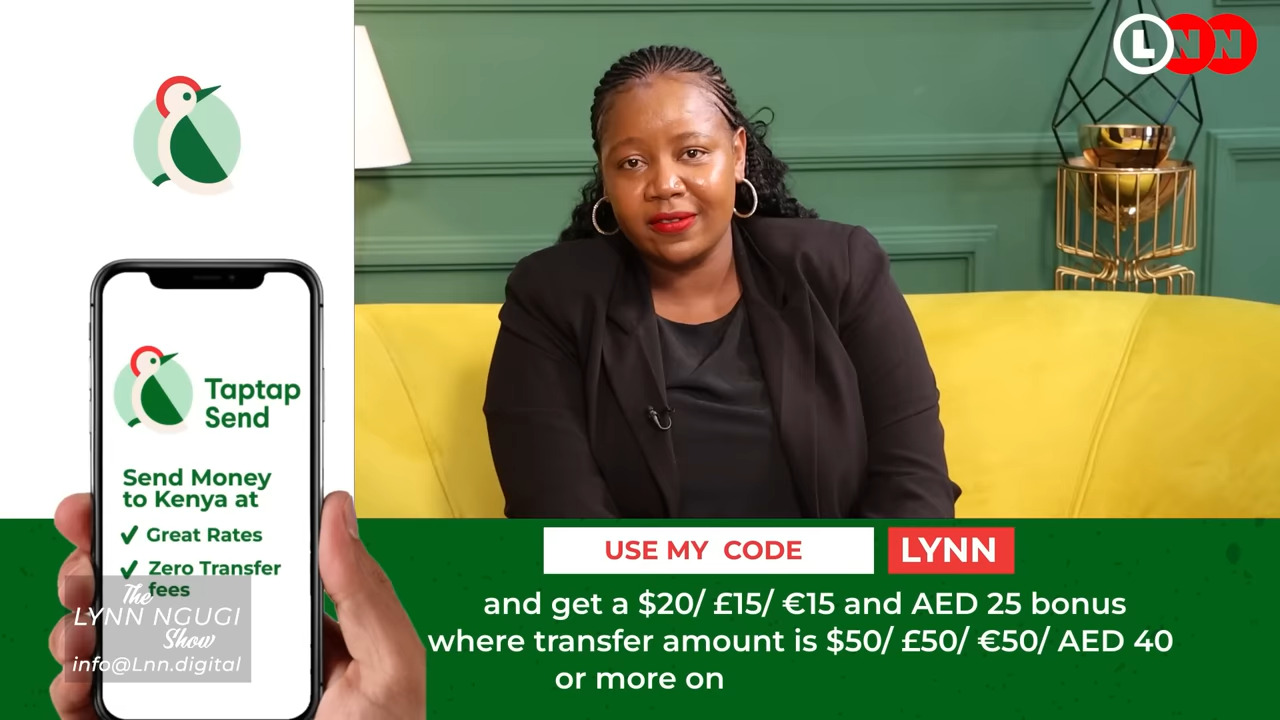 LNN
Taptap
Send
Send Money
to Kenya at
Great Rates
Zero Transfer
fees
The
LYNN NGUGI
Show
info@Lnn.digital
USE MY CODE
LYNN
and get a $20/ £15/ €15 and AED 25 bonus
where transfer amount is $50/ £50/ €50/ AED 40
or more on